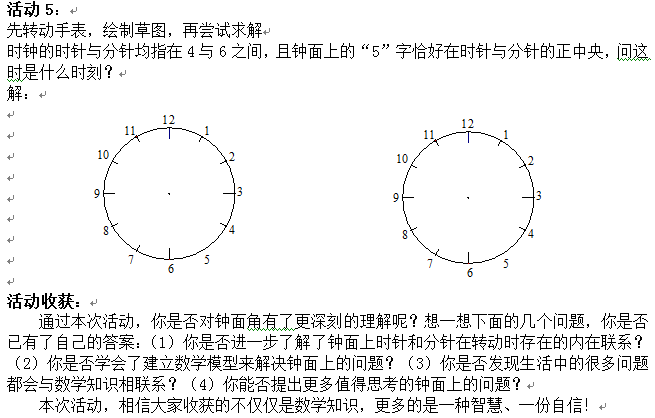 活动 5：
先转动手表，绘制草图，再尝试求解
时钟的时针与分针均指在 4 与 6 之间，且钟面上的“5”字恰好在时针与分针的正中央，问这
时是什么时刻？
解：
12
11
1
10
2
9
3
8
4
7
5
6
12
11
1
10
2
9
3
8
4
7
5
6
活动收获：
通过本次活动，你是否对钟面角有了更深刻的理解呢？想一想下面的几个问题，你是否
已有了自己的答案：（1）你是否进一步了解了钟面上时针和分针在转动时存在的内在联系？
（2）你是否学会了建立数学模型来解决钟面上的问题？（3）你是否发现生活中的很多问题
都会与数学知识相联系？（4）你能否提出更多值得思考的钟面上的问题？
本次活动，相信大家收获的不仅仅是数学知识，更多的是一种智慧、一份自信！